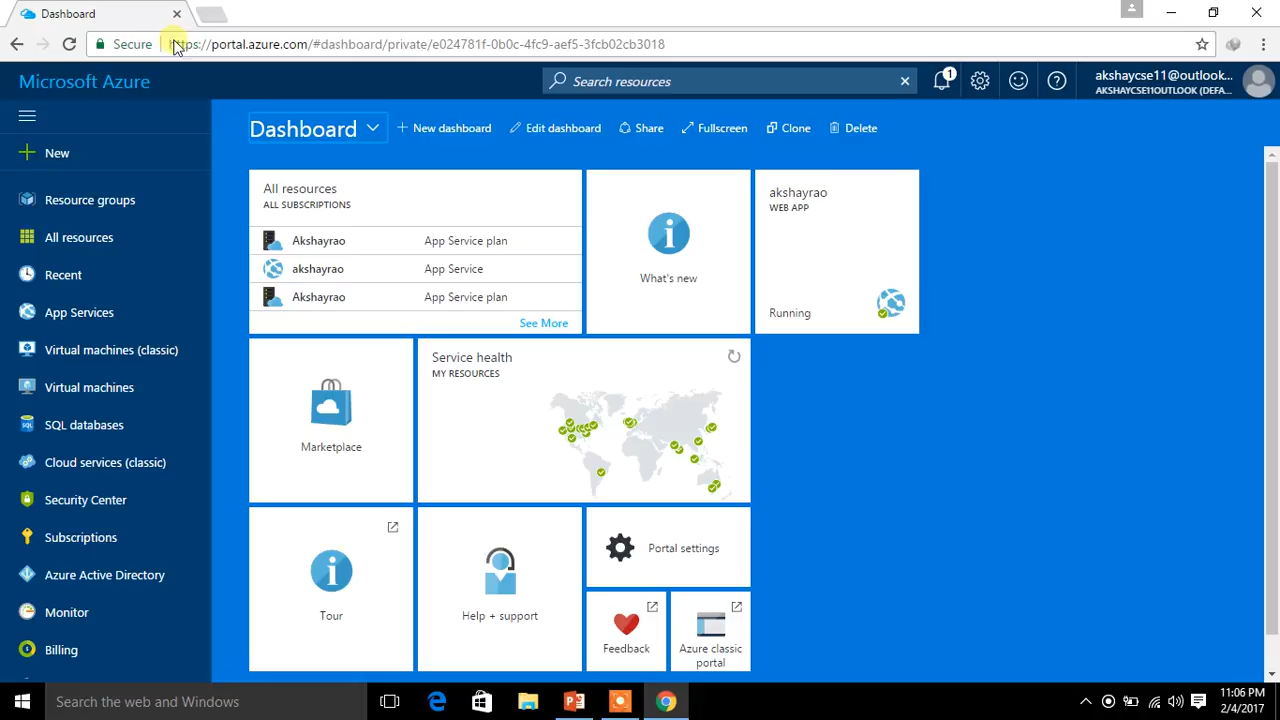 Dashboard
Secure https://portal.azure.com/#dashboard/private/e024781f-0b0c-4fc9-aef5-3fcb02cb3018
Microsoft Azure
Search resources
1
akshaycse11@outlook...
AKSHAYCSE11OUTLOOK (DEFA...
Dashboard
New dashboard
Edit dashboard
Share
Fullscreen
Clone
Delete
New
Resource groups
All resources
Recent
App Services
Virtual machines (classic)
Virtual machines
SQL databases
Cloud services (classic)
Security Center
Subscriptions
Azure Active Directory
Monitor
Billing
All resources
ALL SUBSCRIPTIONS
Akshayrao App Service plan
akshayrao App Service
Akshayrao App Service plan
See More
What's new
akshayrao
WEB APP
Running
Marketplace
Service health
MY RESOURCES
Tour
Help + support
Portal settings
Feedback
Azure classic
portal
Search the web and Windows
11:06 PM
2/4/2017